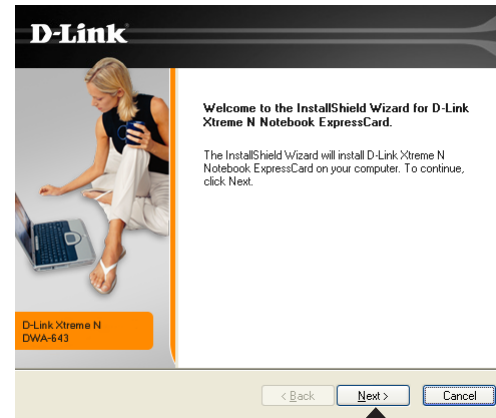 D-Link
Welcome to the InstallShield Wizard for D-Link
Xtreme N Notebook ExpressCard.
The InstallShield Wizard will install D-Link Xtreme N
Notebook ExpressCard on your computer. To continue,
click Next.
D-Link Xtreme N
DWA-643
< Back
Next >
Cancel